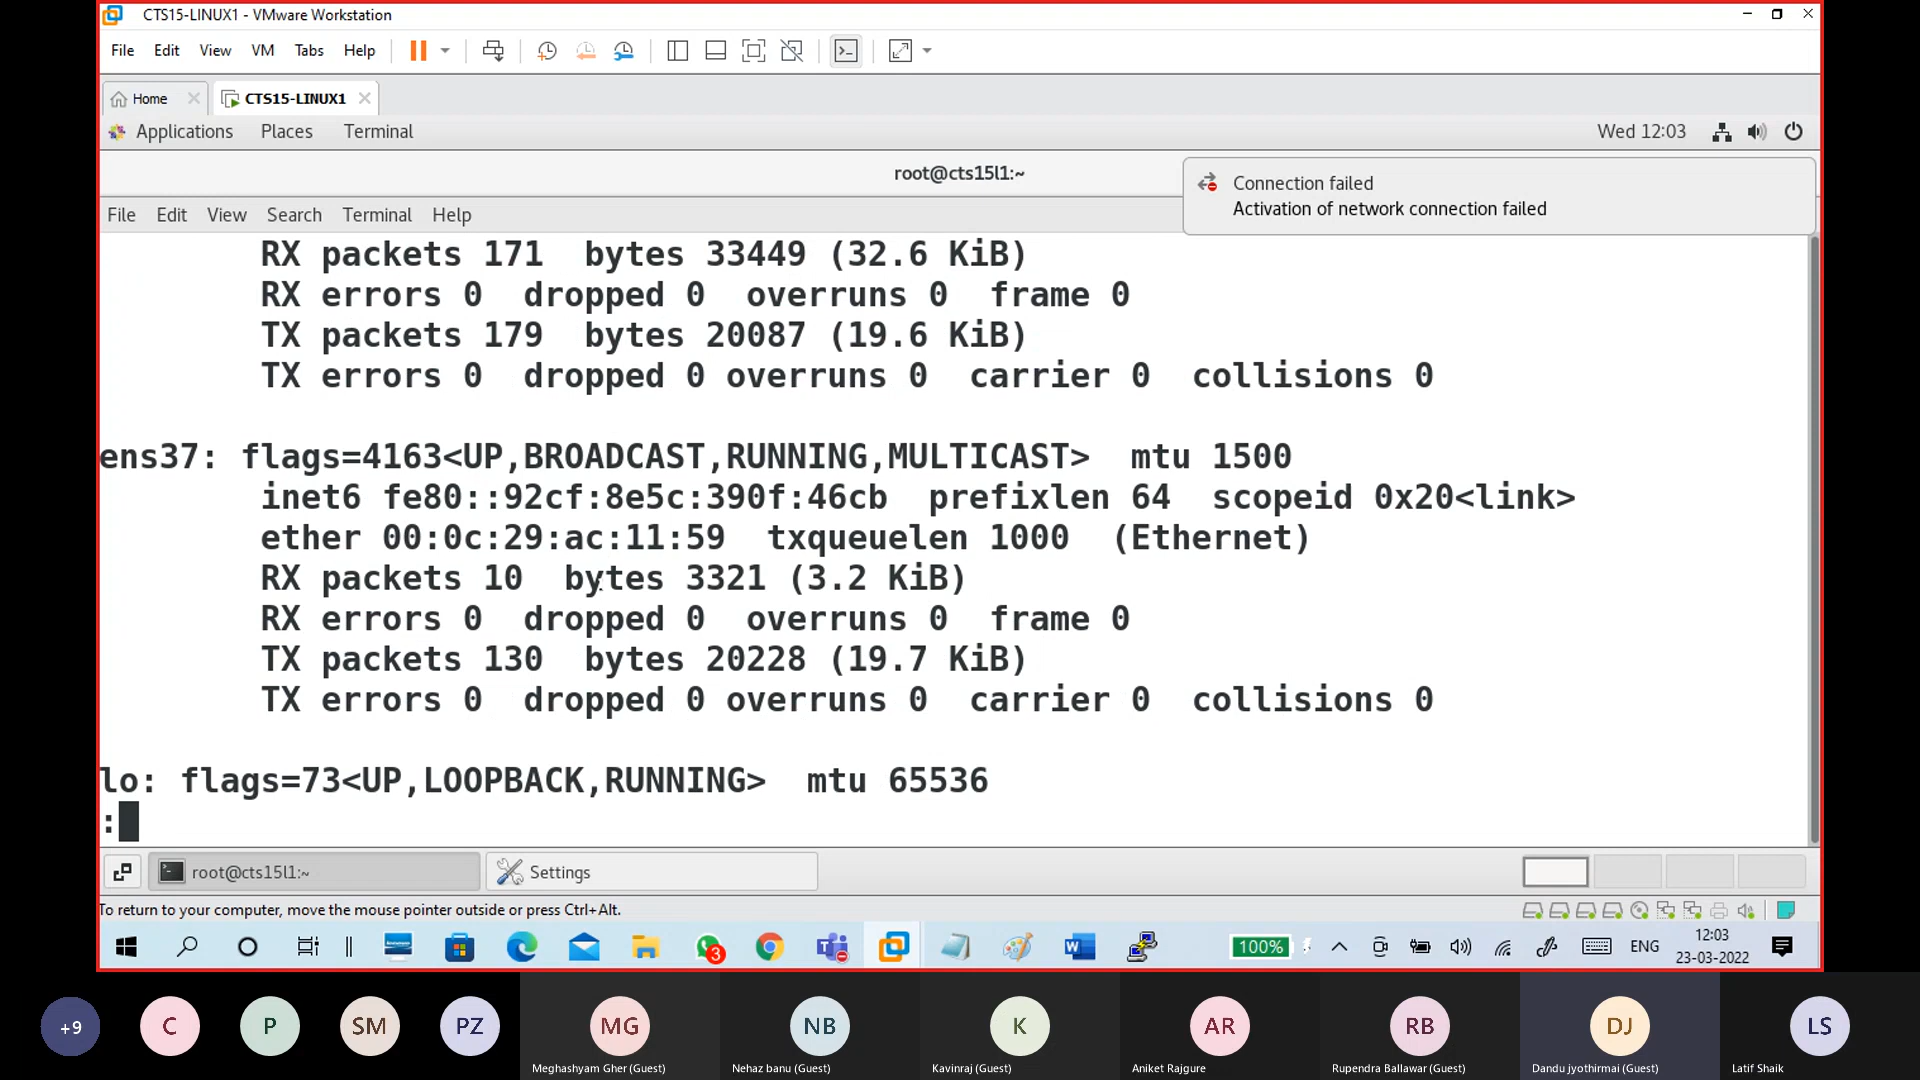 CTS15-LINUX1 - VMware Workstation
File Edit View VM Tabs Help
Home CTS15-LINUX1
Applications Places Terminal Wed 12:03
root@cts15l1:~
Connection failed
Activation of network connection failed
File Edit View Search Terminal Help
RX packets 171  bytes 33449 (32.6 KiB)
RX errors 0  dropped 0  overruns 0  frame 0
TX packets 179  bytes 20087 (19.6 KiB)
TX errors 0  dropped 0 overruns 0  carrier 0  collisions 0
ens37: flags=4163<UP,BROADCAST,RUNNING,MULTICAST>  mtu 1500
inet6 fe80::92cf:8e5c:390f:46cb  prefixlen 64  scopeid 0x20<link>
ether 00:0c:29:ac:11:59  txqueuelen 1000  (Ethernet)
RX packets 10  bytes 3321 (3.2 KiB)
RX errors 0  dropped 0  overruns 0  frame 0
TX packets 130  bytes 20228 (19.7 KiB)
TX errors 0  dropped 0 overruns 0  carrier 0  collisions 0
lo: flags=73<UP,LOOPBACK,RUNNING>  mtu 65536
:
root@cts15l1:~ Settings
To return to your computer, move the mouse pointer outside or press Ctrl+Alt.
3 100% ENG 12:03
23-03-2022
+9 C P SM PZ MG NB K AR RB DJ LS
Meghashyam Gher (Guest) Nehaz banu (Guest) Kavinraj (Guest) Aniket Rajgure Rupendra Ballawar (Guest) Dandu jyothirmai (Guest) Latif Shaik